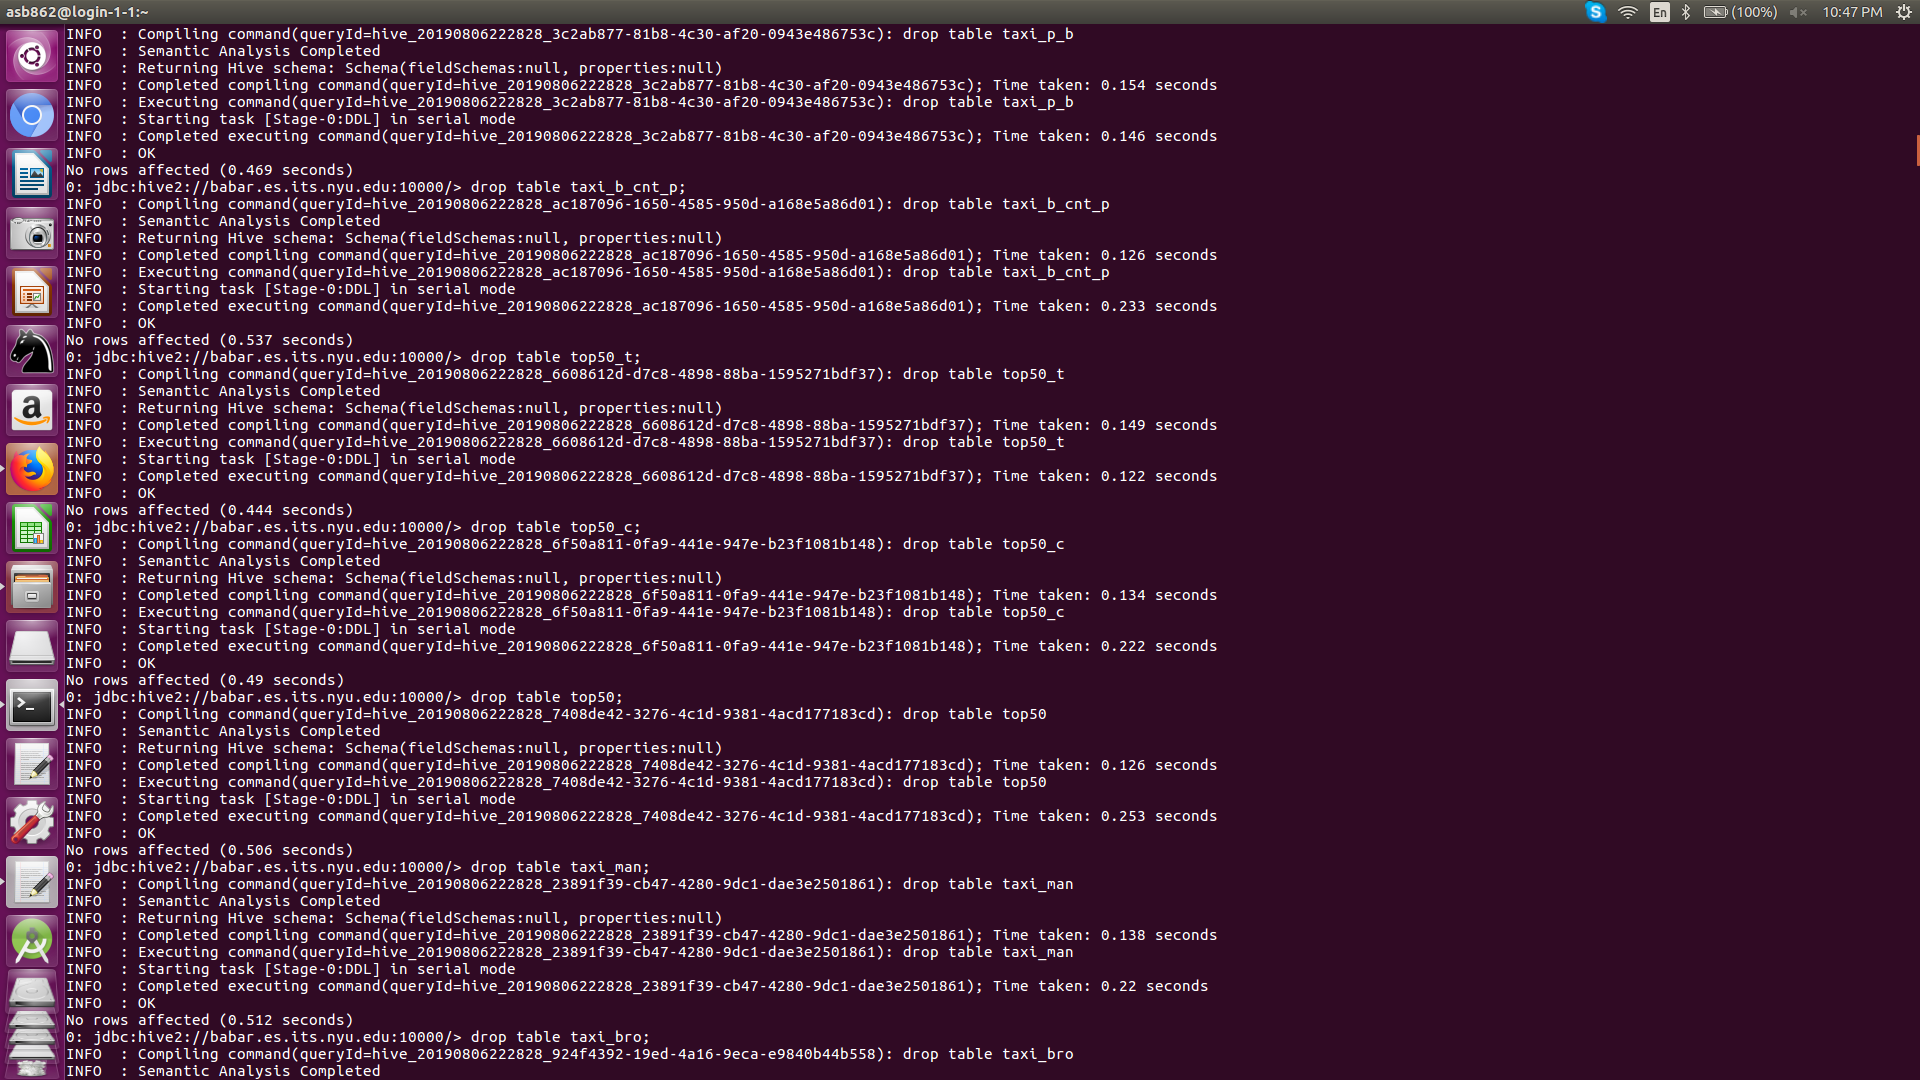 asb862@login-1-1:~
En
(100%)
10:47 PM
INFO  : Compiling command(queryId=hive_20190806222828_3c2ab877-81b8-4c30-af20-0943e486753c): drop table taxi_p_b
INFO  : Semantic Analysis Completed
INFO  : Returning Hive schema: Schema(fieldSchemas:null, properties:null)
INFO  : Completed compiling command(queryId=hive_20190806222828_3c2ab877-81b8-4c30-af20-0943e486753c); Time taken: 0.154 seconds
INFO  : Executing command(queryId=hive_20190806222828_3c2ab877-81b8-4c30-af20-0943e486753c): drop table taxi_p_b
INFO  : Starting task [Stage-0:DDL] in serial mode
INFO  : Completed executing command(queryId=hive_20190806222828_3c2ab877-81b8-4c30-af20-0943e486753c); Time taken: 0.146 seconds
INFO  : OK
No rows affected (0.469 seconds)
0: jdbc:hive2://babar.es.its.nyu.edu:10000/> drop table taxi_b_cnt_p;
INFO  : Compiling command(queryId=hive_20190806222828_ac187096-1650-4585-950d-a168e5a86d01): drop table taxi_b_cnt_p
INFO  : Semantic Analysis Completed
INFO  : Returning Hive schema: Schema(fieldSchemas:null, properties:null)
INFO  : Completed compiling command(queryId=hive_20190806222828_ac187096-1650-4585-950d-a168e5a86d01); Time taken: 0.126 seconds
INFO  : Executing command(queryId=hive_20190806222828_ac187096-1650-4585-950d-a168e5a86d01): drop table taxi_b_cnt_p
INFO  : Starting task [Stage-0:DDL] in serial mode
INFO  : Completed executing command(queryId=hive_20190806222828_ac187096-1650-4585-950d-a168e5a86d01); Time taken: 0.233 seconds
INFO  : OK
No rows affected (0.537 seconds)
0: jdbc:hive2://babar.es.its.nyu.edu:10000/> drop table top50_t;
INFO  : Compiling command(queryId=hive_20190806222828_6608612d-d7c8-4898-88ba-1595271bdf37): drop table top50_t
INFO  : Semantic Analysis Completed
INFO  : Returning Hive schema: Schema(fieldSchemas:null, properties:null)
INFO  : Completed compiling command(queryId=hive_20190806222828_6608612d-d7c8-4898-88ba-1595271bdf37); Time taken: 0.149 seconds
INFO  : Executing command(queryId=hive_20190806222828_6608612d-d7c8-4898-88ba-1595271bdf37): drop table top50_t
INFO  : Starting task [Stage-0:DDL] in serial mode
INFO  : Completed executing command(queryId=hive_20190806222828_6608612d-d7c8-4898-88ba-1595271bdf37); Time taken: 0.122 seconds
INFO  : OK
No rows affected (0.444 seconds)
0: jdbc:hive2://babar.es.its.nyu.edu:10000/> drop table top50_c;
INFO  : Compiling command(queryId=hive_20190806222828_6f50a811-0fa9-441e-947e-b23f1081b148): drop table top50_c
INFO  : Semantic Analysis Completed
INFO  : Returning Hive schema: Schema(fieldSchemas:null, properties:null)
INFO  : Completed compiling command(queryId=hive_20190806222828_6f50a811-0fa9-441e-947e-b23f1081b148); Time taken: 0.134 seconds
INFO  : Executing command(queryId=hive_20190806222828_6f50a811-0fa9-441e-947e-b23f1081b148): drop table top50_c
INFO  : Starting task [Stage-0:DDL] in serial mode
INFO  : Completed executing command(queryId=hive_20190806222828_6f50a811-0fa9-441e-947e-b23f1081b148); Time taken: 0.222 seconds
INFO  : OK
No rows affected (0.49 seconds)
0: jdbc:hive2://babar.es.its.nyu.edu:10000/> drop table top50;
INFO  : Compiling command(queryId=hive_20190806222828_7408de42-3276-4c1d-9381-4acd177183cd): drop table top50
INFO  : Semantic Analysis Completed
INFO  : Returning Hive schema: Schema(fieldSchemas:null, properties:null)
INFO  : Completed compiling command(queryId=hive_20190806222828_7408de42-3276-4c1d-9381-4acd177183cd); Time taken: 0.126 seconds
INFO  : Executing command(queryId=hive_20190806222828_7408de42-3276-4c1d-9381-4acd177183cd): drop table top50
INFO  : Starting task [Stage-0:DDL] in serial mode
INFO  : Completed executing command(queryId=hive_20190806222828_7408de42-3276-4c1d-9381-4acd177183cd); Time taken: 0.253 seconds
INFO  : OK
No rows affected (0.506 seconds)
0: jdbc:hive2://babar.es.its.nyu.edu:10000/> drop table taxi_man;
INFO  : Compiling command(queryId=hive_20190806222828_23891f39-cb47-4280-9dc1-dae3e2501861): drop table taxi_man
INFO  : Semantic Analysis Completed
INFO  : Returning Hive schema: Schema(fieldSchemas:null, properties:null)
INFO  : Completed compiling command(queryId=hive_20190806222828_23891f39-cb47-4280-9dc1-dae3e2501861); Time taken: 0.138 seconds
INFO  : Executing command(queryId=hive_20190806222828_23891f39-cb47-4280-9dc1-dae3e2501861): drop table taxi_man
INFO  : Starting task [Stage-0:DDL] in serial mode
INFO  : Completed executing command(queryId=hive_20190806222828_23891f39-cb47-4280-9dc1-dae3e2501861); Time taken: 0.22 seconds
INFO  : OK
No rows affected (0.512 seconds)
0: jdbc:hive2://babar.es.its.nyu.edu:10000/> drop table taxi_bro;
INFO  : Compiling command(queryId=hive_20190806222828_924f4392-19ed-4a16-9eca-e9840b44b558): drop table taxi_bro
INFO  : Semantic Analysis Completed